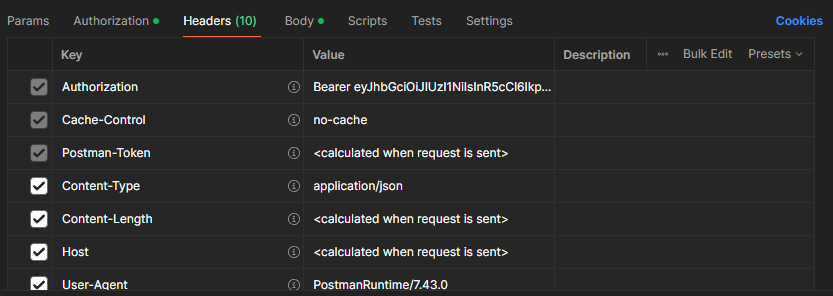 Params Authorization Headers (10) Body Scripts Tests Settings Cookies
Key Value Description Bulk Edit Presets
Authorization Bearer eyJhbGciOiJIUzI1NiIsInR5cCI6Ikp...
Cache-Control no-cache
Postman-Token <calculated when request is sent>
Content-Type application/json
Content-Length <calculated when request is sent>
Host <calculated when request is sent>
User-Agent PostmanRuntime/7.43.0